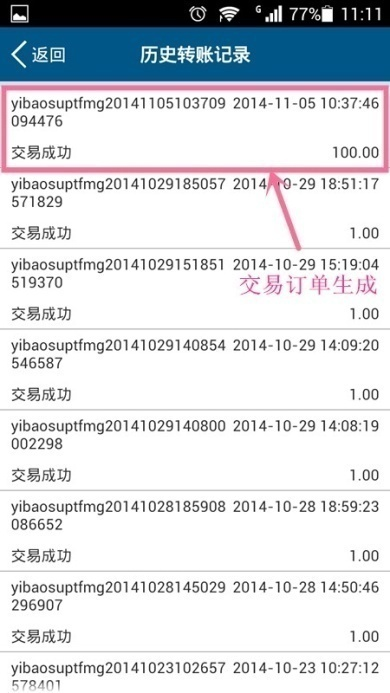 G 77% 11:11
返回 历史转账记录
yibaosuptfmg20141105103709 2014-11-05 10:37:46
094476
交易成功 100.00
yibaosuptfmg20141029185057 2014-10-29 18:51:17
571829
交易成功 1.00
yibaosuptfmg20141029151851 2014-10-29 15:19:04
519370
交易订单生成
交易成功 1.00
yibaosuptfmg20141029140854 2014-10-29 14:09:20
546587
交易成功 1.00
yibaosuptfmg20141029140800 2014-10-29 14:08:19
002298
交易成功 1.00
yibaosuptfmg20141028185908 2014-10-28 18:59:23
086652
交易成功 1.00
yibaosuptfmg20141028145029 2014-10-28 14:50:46
296907
交易成功 1.00
yibaosuptfmg20141023102657 2014-10-23 10:27:12
578401